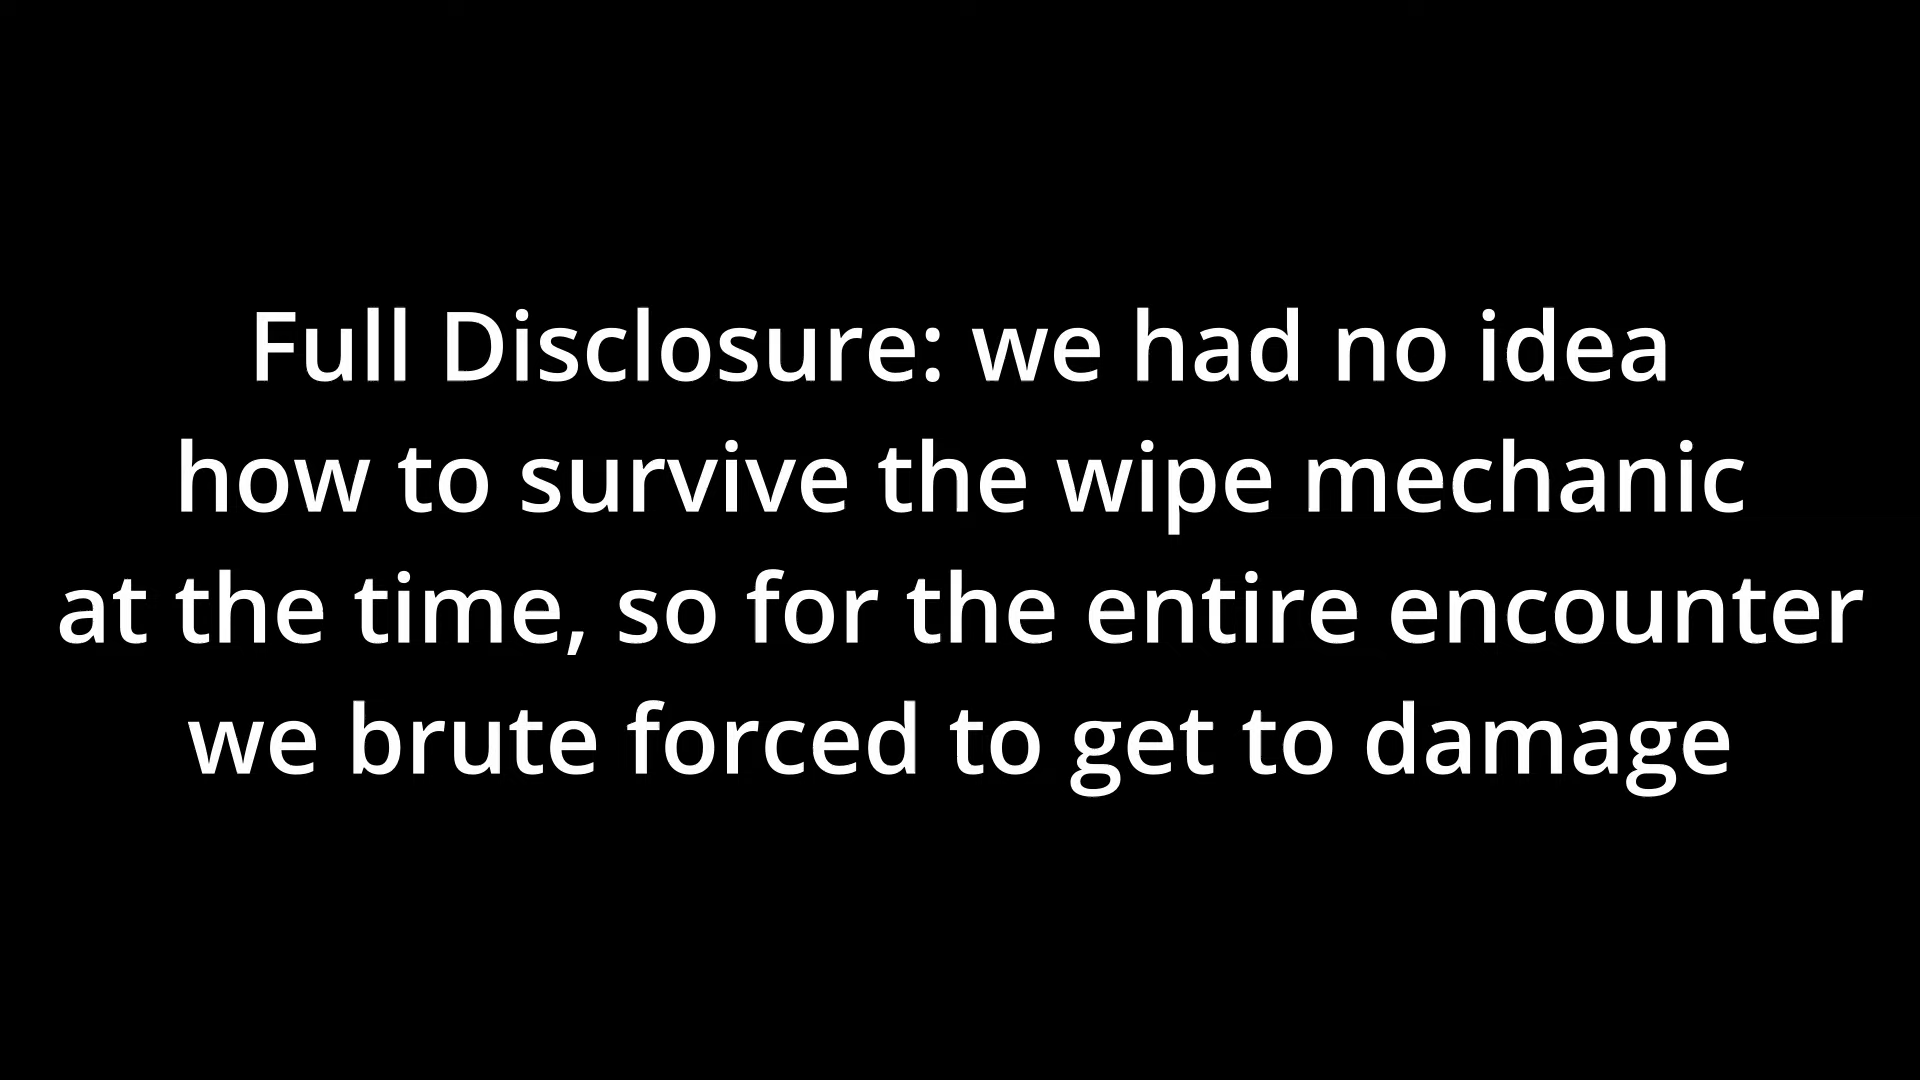 Full Disclosure: we had no idea
how to survive the wipe mechanic
at the time, so for the entire encounter
we brute forced to get to damage